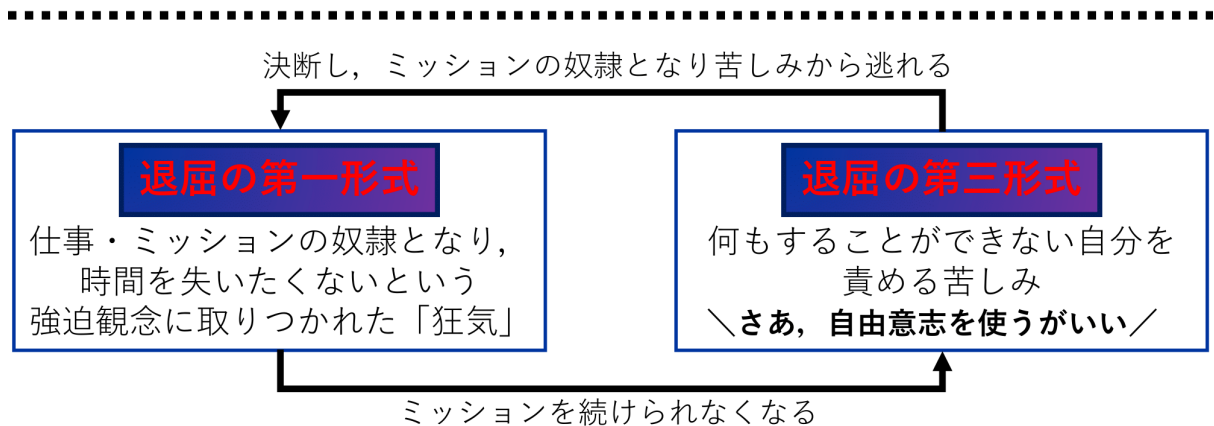 決断し，ミッションの奴隷となり苦しみから逃れる
退屈の第一形式
仕事・ミッションの奴隷となり，
時間を失いたくないという
強迫観念に取りつかれた「狂気」
退屈の第三形式
何もすることができない自分を
責める苦しみ
＼さあ，自由意志を使うがいい／
ミッションを続けられなくなる